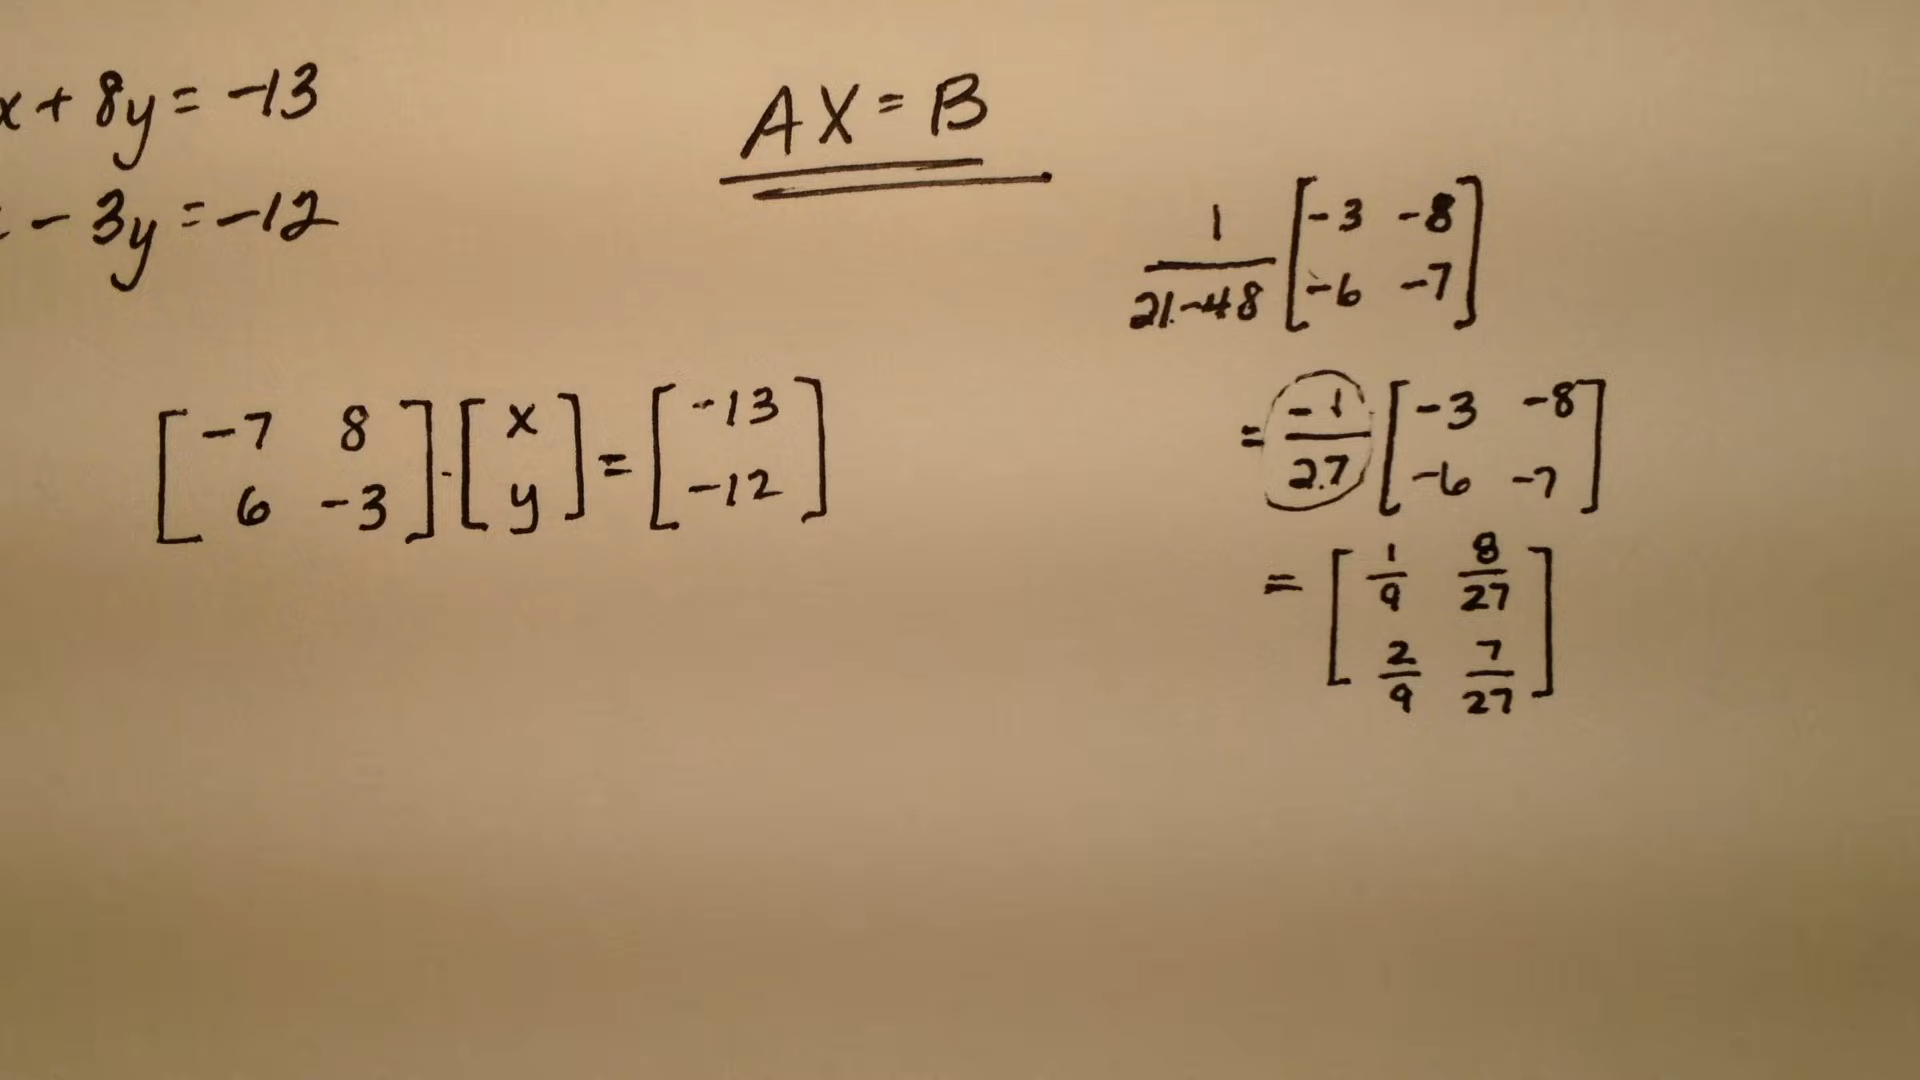 x + 8y = -13
- 3y = -12
AX = B
1
21-48
[-3 -8
-6 -7]
[-7 8
6 -3] · [x
y] = [-13
-12]
= -1
27
[-3 -8
-6 -7]
= [1/9 8/27
2/9 7/27]